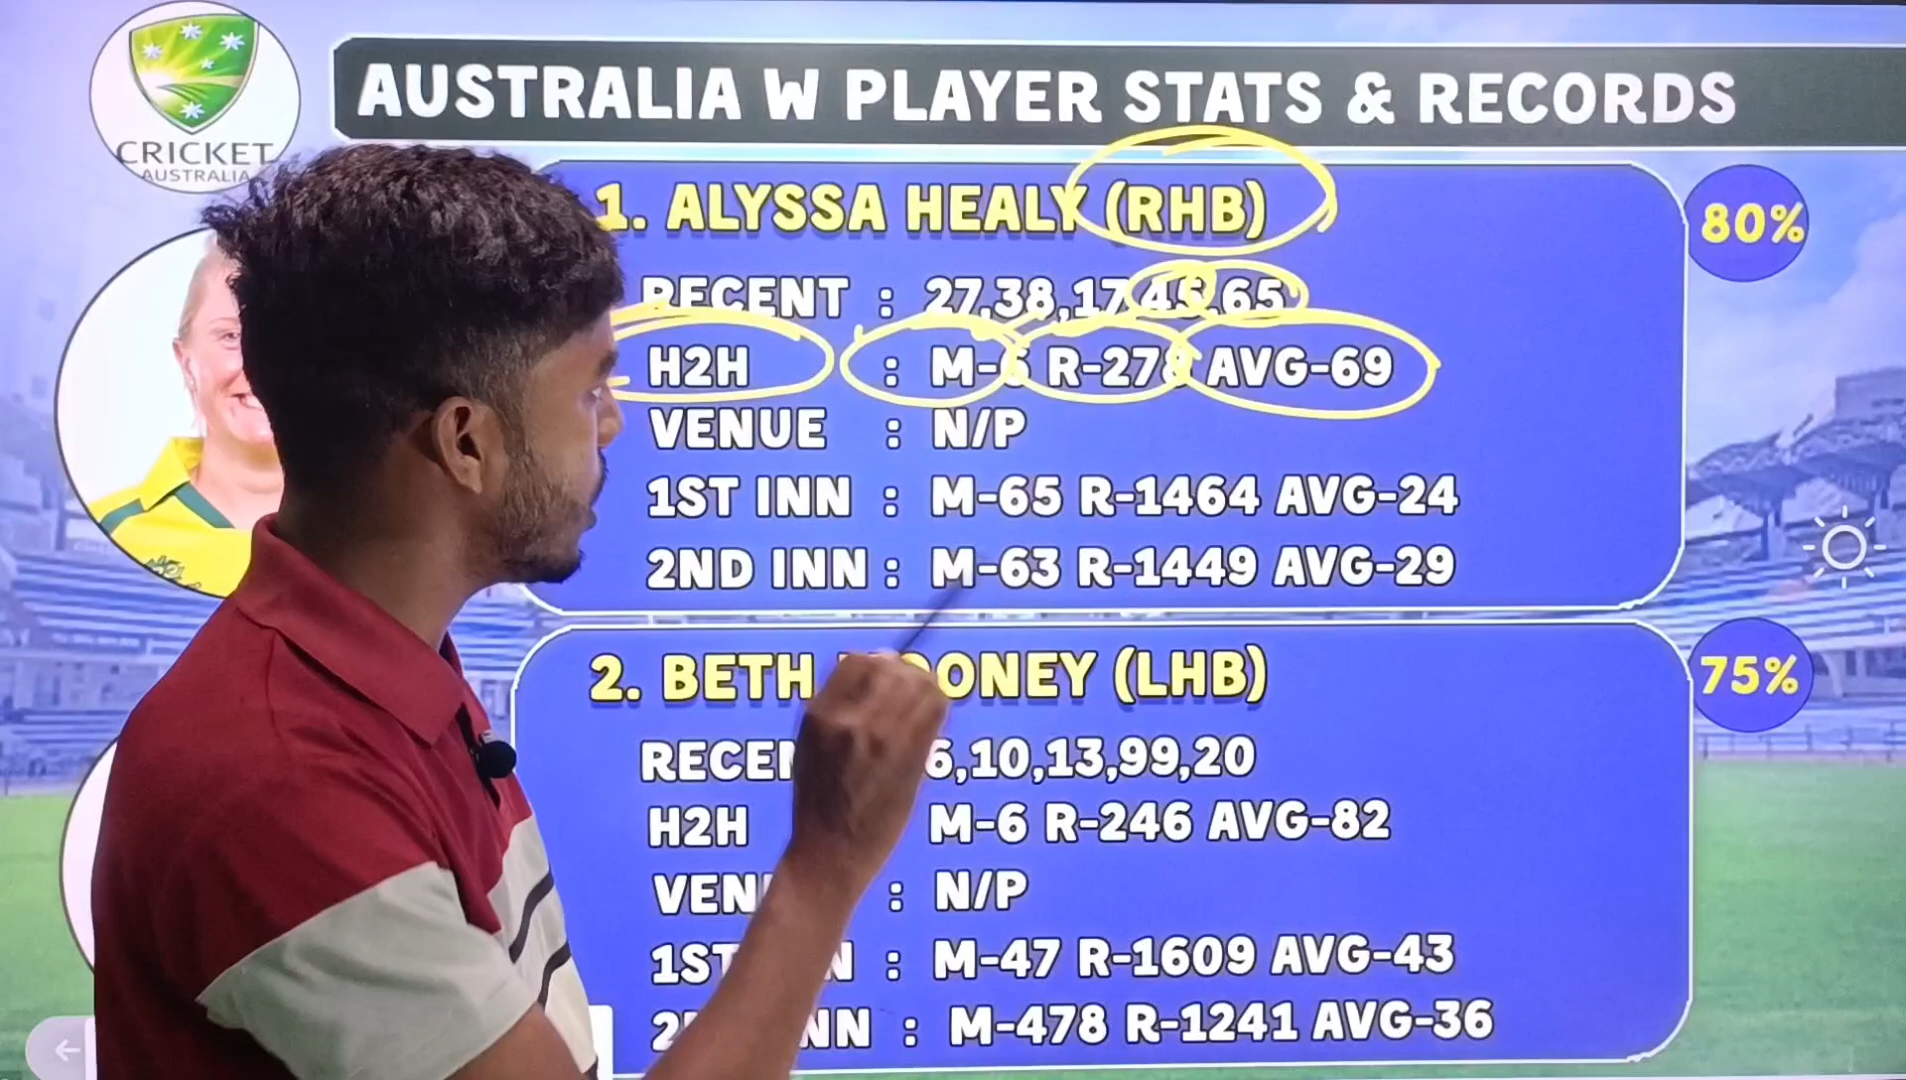 CRICKET
AUSTRALIA
AUSTRALIA W PLAYER STATS & RECORDS
1. ALYSSA HEALY (RHB)
80%
RECENT : 27,38,17,45,65
H2H : M-6 R-278 AVG-69
VENUE : N/P
1ST INN : M-65 R-1464 AVG-24
2ND INN : M-63 R-1449 AVG-29
2. BETH OONEY (LHB)
75%
RECEN 6,10,13,99,20
H2H M-6 R-246 AVG-82
VEN : N/P
1ST N : M-47 R-1609 AVG-43
2 NN : M-478 R-1241 AVG-36